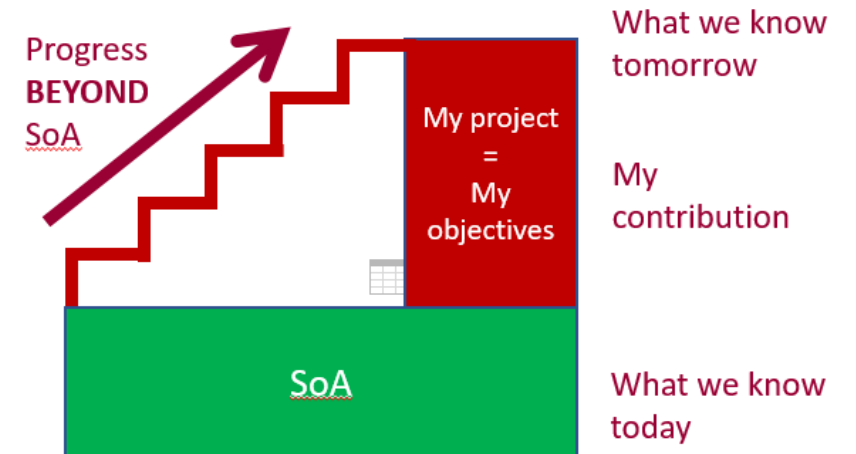 Progress
BEYOND
SoA
My project
=
My
objectives
SoA
What we know
tomorrow
My
contribution
What we know
today